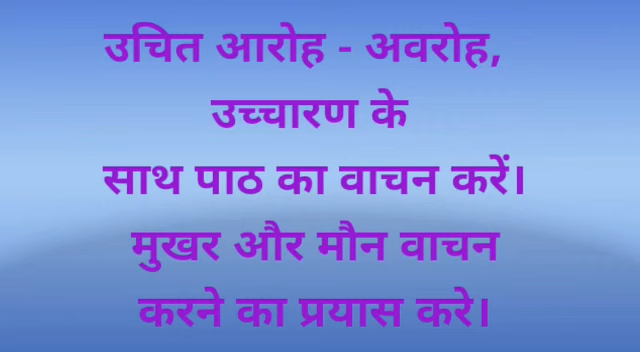 उचित आरोह - अवरोह,
उच्चारण के
साथ पाठ का वाचन करें।
मुखर और मौन वाचन
करने का प्रयास करे।